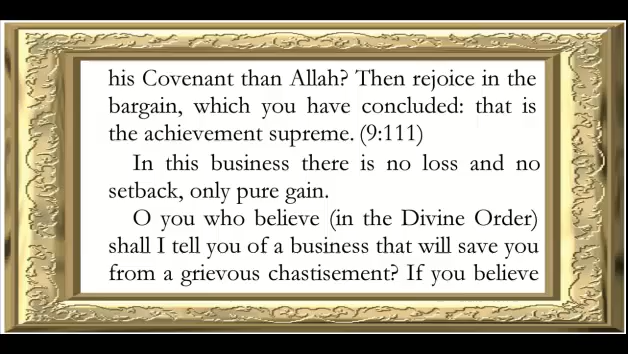 his Covenant than Allah? Then rejoice in the
bargain, which you have concluded: that is
the achievement supreme. (9:111)
In this business there is no loss and no
setback, only pure gain.
O you who believe (in the Divine Order)
shall I tell you of a business that will save you
from a grievous chastisement? If you believe